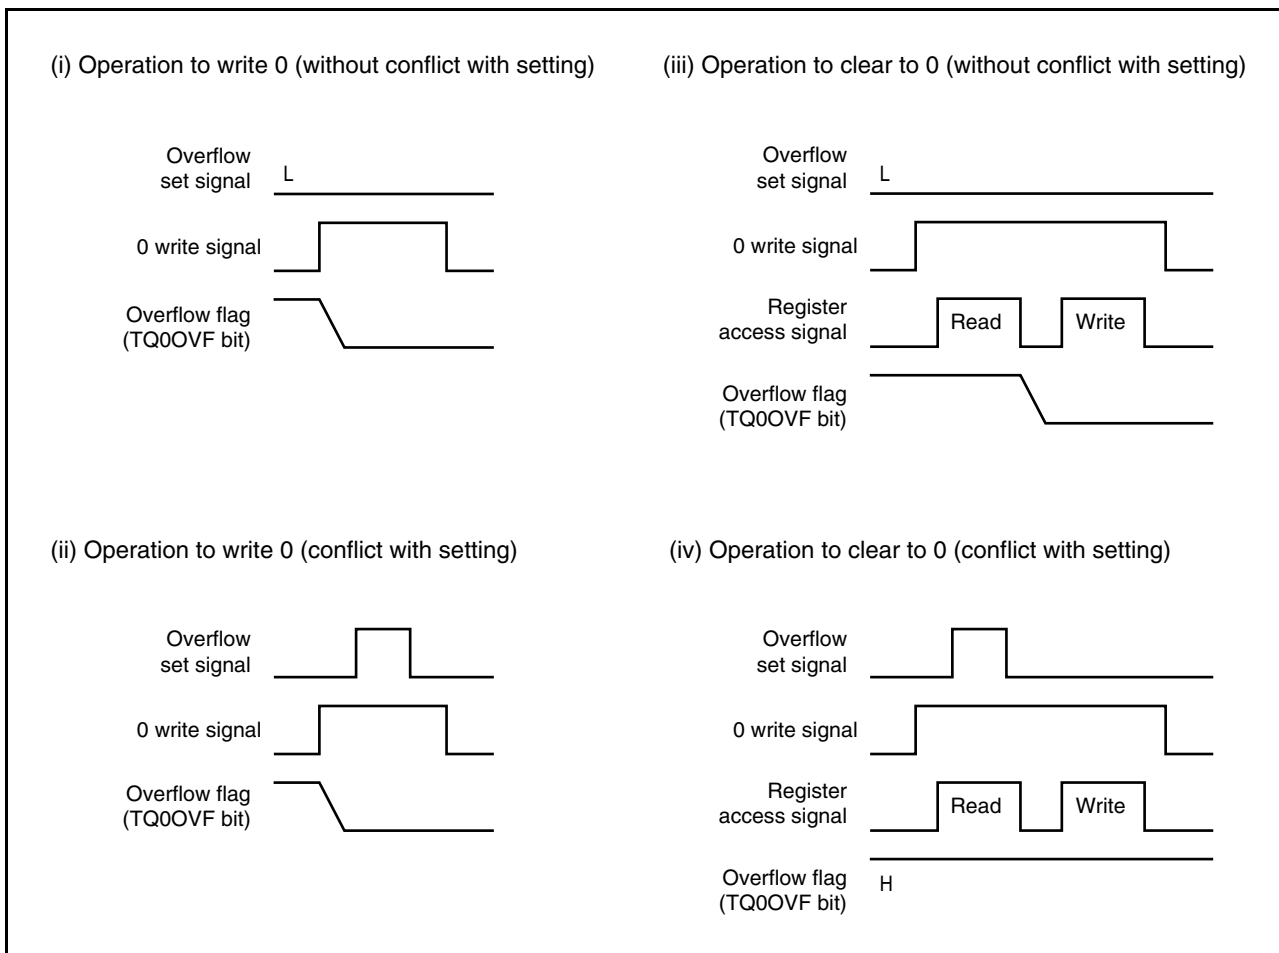 (i) Operation to write 0 (without conflict with setting)
Overflow
set signal
L
0 write signal
Overflow flag
(TQ0OVF bit)
(iii) Operation to clear to 0 (without conflict with setting)
Overflow
set signal
L
0 write signal
Register
access signal
Read
Write
Overflow flag
(TQ0OVF bit)
(ii) Operation to write 0 (conflict with setting)
Overflow
set signal
0 write signal
Overflow flag
(TQ0OVF bit)
(iv) Operation to clear to 0 (conflict with setting)
Overflow
set signal
0 write signal
Register
access signal
Read
Write
Overflow flag
(TQ0OVF bit)
H